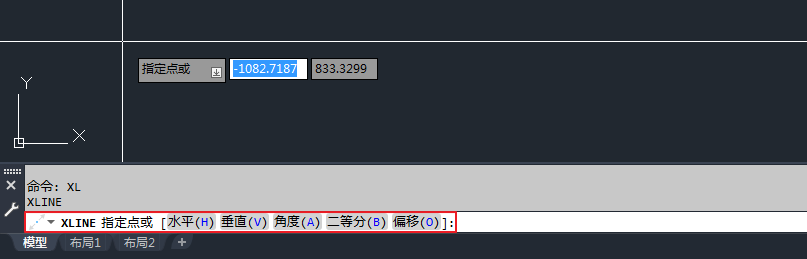 指定点或 -1082.7187 833.3299
Y
X
命令: XL
XLINE
XLINE 指定点或 [水平(H) 垂直(V) 角度(A) 二等分(B) 偏移(O)]:
模型 布局1 布局2 +